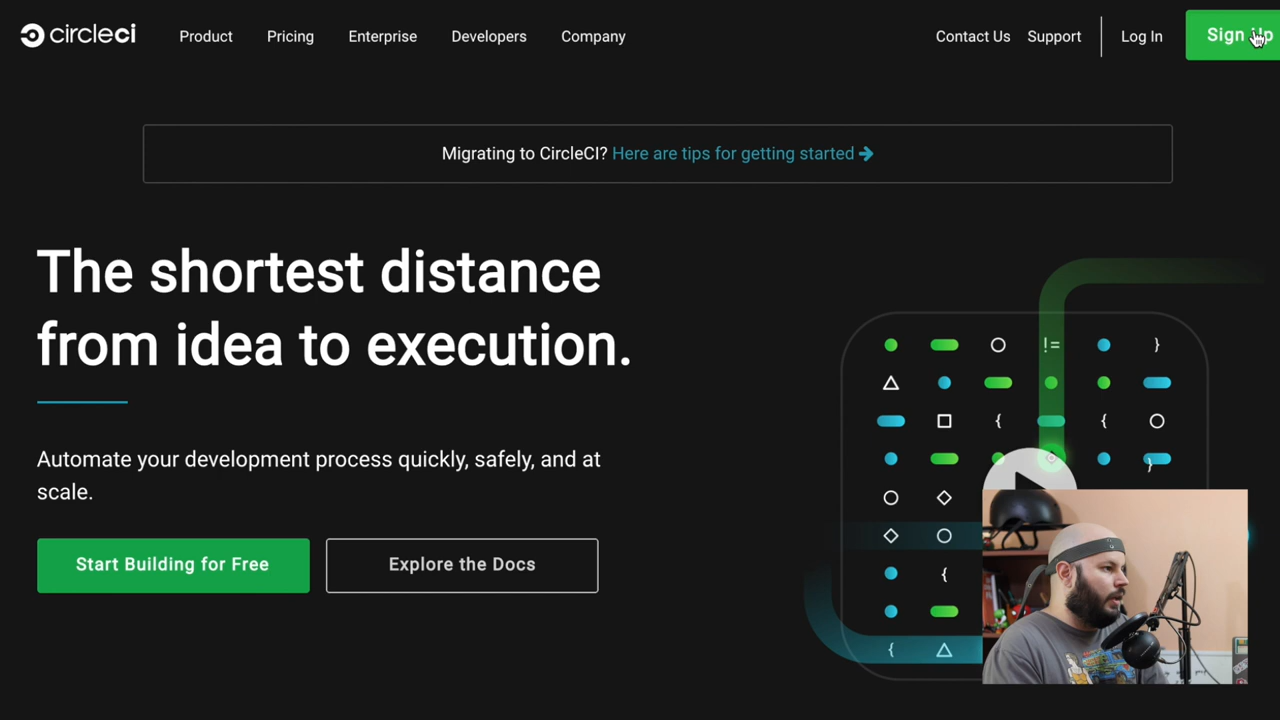 circleci
Product Pricing Enterprise Developers Company
Contact Us Support Log In Sign Up
Migrating to CircleCI? Here are tips for getting started →
The shortest distance
from idea to execution.
Automate your development process quickly, safely, and at
scale.
Start Building for Free
Explore the Docs
!= }
{ {
}
{
{